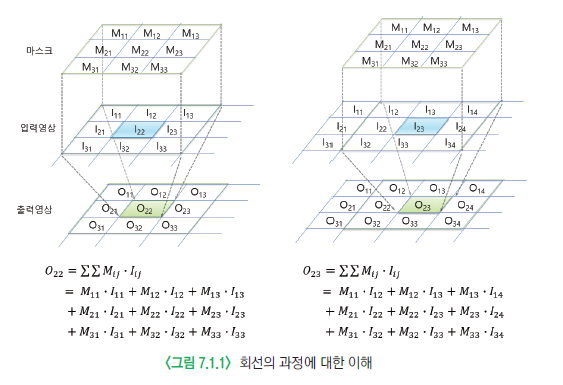 마스크
M₁₁ M₁₂ M₁₃
M₂₁ M₂₂ M₂₃
M₃₁ M₃₂ M₃₃
입력영상
I₁₁ I₁₂ I₁₃
I₂₁ I₂₂ I₂₃
I₃₁ I₃₂ I₃₃
출력영상
O₁₁ O₁₂ O₁₃
O₂₁ O₂₂ O₂₃
O₃₁ O₃₂ O₃₃
M₁₁ M₁₂ M₁₃
M₂₁ M₂₂ M₂₃
M₃₁ M₃₂ M₃₃
I₁₁ I₁₂ I₁₃ I₁₄
I₂₁ I₂₂ I₂₃ I₂₄
I₃₁ I₃₂ I₃₃ I₃₄
O₁₁ O₁₂ O₁₃ O₁₄
O₂₁ O₂₂ O₂₃ O₂₄
O₃₁ O₃₂ O₃₃ O₃₄
O₂₂ = ∑∑Mᵢⱼ · Iᵢⱼ
= M₁₁ · I₁₁ + M₁₂ · I₁₂ + M₁₃ · I₁₃
+ M₂₁ · I₂₁ + M₂₂ · I₂₂ + M₂₃ · I₂₃
+ M₃₁ · I₃₁ + M₃₂ · I₃₂ + M₃₃ · I₃₃
O₂₃ = ∑∑Mᵢⱼ · Iᵢⱼ
= M₁₁ · I₁₁ + M₁₂ · I₁₂ + M₁₃ · I₁₄
+ M₂₁ · I₂₂ + M₂₂ · I₂₃ + M₂₃ · I₂₄
+ M₃₁ · I₃₂ + M₃₂ · I₃₃ + M₃₃ · I₃₄
〈그림 7.1.1〉 회선의 과정에 대한 이해